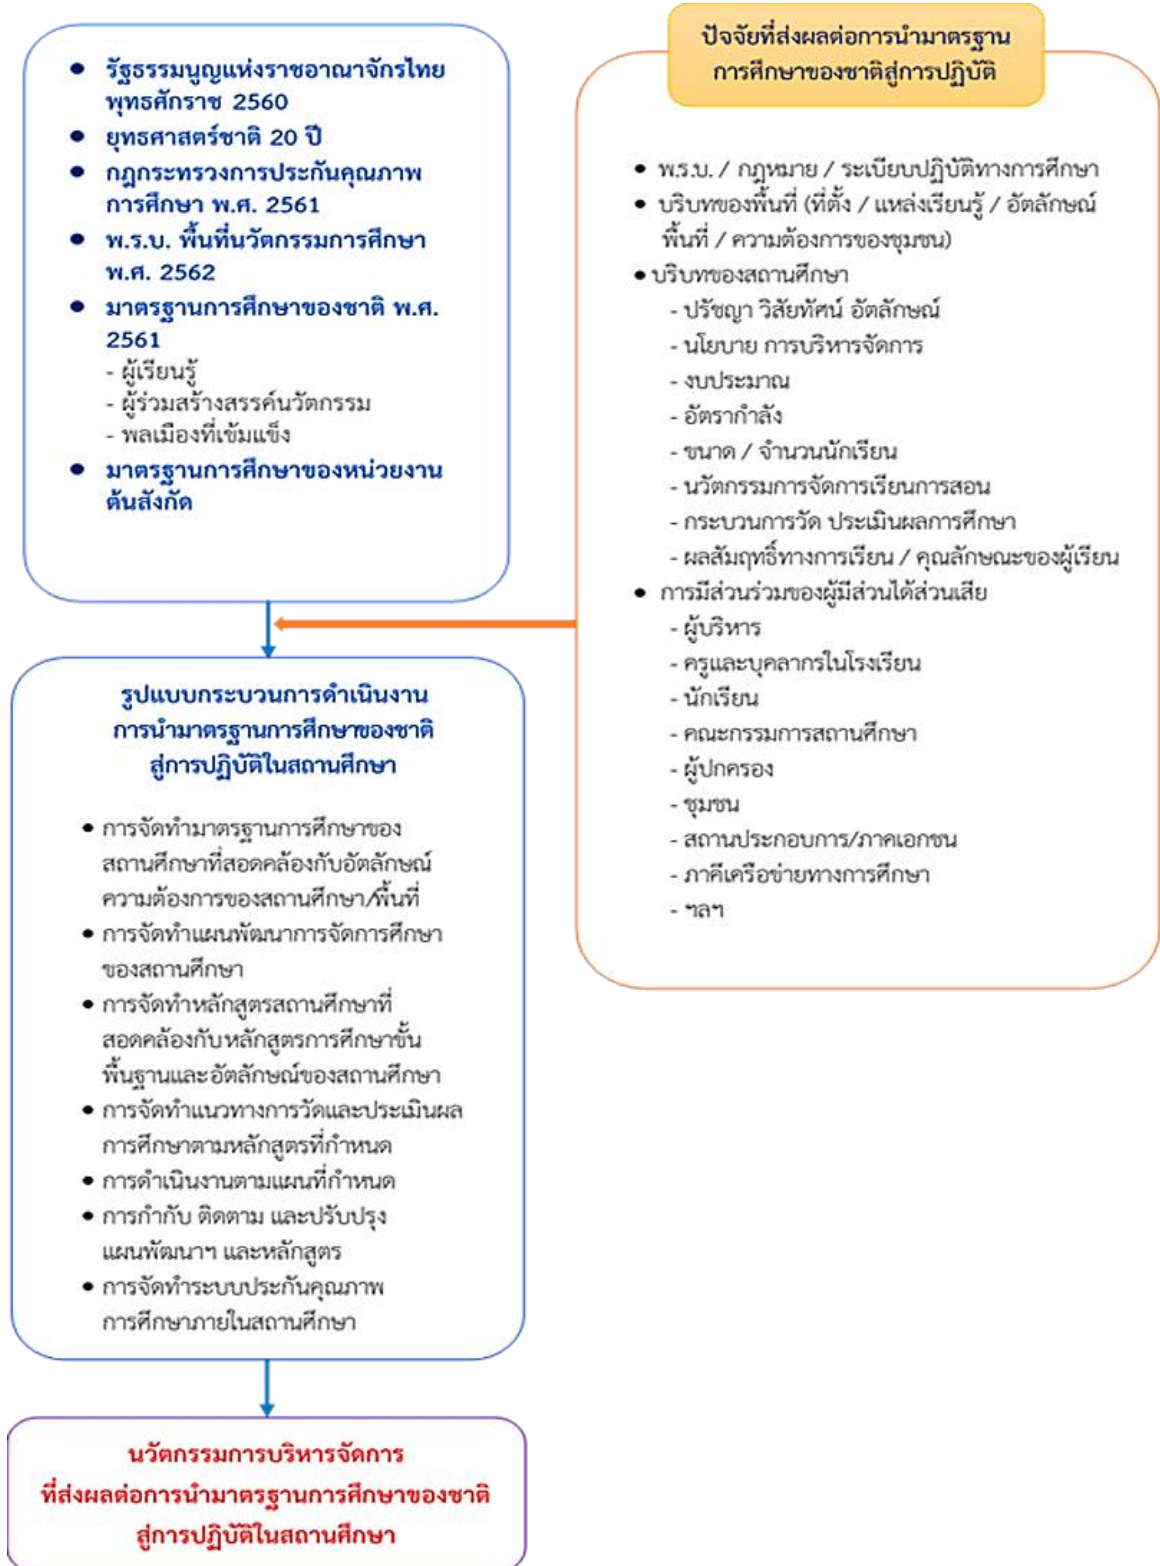 ● รัฐธรรมนูญแห่งราชอาณาจักรไทย
พุทธศักราช 2560
● ยุทธศาสตร์ชาติ 20 ปี
● กฎกระทรวงการประกันคุณภาพ
การศึกษา พ.ศ. 2561
● พ.ร.บ. พื้นที่นวัตกรรมการศึกษา
พ.ศ. 2562
● มาตรฐานการศึกษาของชาติ พ.ศ.
2561
- ผู้เรียนรู้
- ผู้ร่วมสร้างสรรค์นวัตกรรม
- พลเมืองที่เข้มแข็ง
● มาตรฐานการศึกษาของหน่วยงาน
ต้นสังกัด
ปัจจัยที่ส่งผลต่อการนำมาตรฐาน
การศึกษาของชาติสู่การปฏิบัติ
● พ.ร.บ. / กฎหมาย / ระเบียบปฏิบัติทางการศึกษา
● บริบทของพื้นที่ (ที่ตั้ง / แหล่งเรียนรู้ / อัตลักษณ์
พื้นที่ / ความต้องการของชุมชน)
● บริบทของสถานศึกษา
- ปรัชญา วิสัยทัศน์ อัตลักษณ์
- นโยบาย การบริหารจัดการ
- งบประมาณ
- อัตรากำลัง
- ขนาด / จำนวนนักเรียน
- นวัตกรรมการจัดการเรียนการสอน
- กระบวนการวัด ประเมินผลการศึกษา
- ผลสัมฤทธิ์ทางการเรียน / คุณลักษณะของผู้เรียน
● การมีส่วนร่วมของผู้มีส่วนได้ส่วนเสีย
- ผู้บริหาร
- ครูและบุคลากรในโรงเรียน
- นักเรียน
- คณะกรรมการสถานศึกษา
- ผู้ปกครอง
- ชุมชน
- สถานประกอบการ/ภาคเอกชน
- ภาคีเครือข่ายทางการศึกษา
- ฯลฯ
รูปแบบกระบวนการดำเนินงาน
การนำมาตรฐานการศึกษาของชาติ
สู่การปฏิบัติในสถานศึกษา
● การจัดทำมาตรฐานการศึกษาของ
สถานศึกษาที่สอดคล้องกับอัตลักษณ์
ความต้องการของสถานศึกษา/พื้นที่
● การจัดทำแผนพัฒนาการจัดการศึกษา
ของสถานศึกษา
● การจัดทำหลักสูตรสถานศึกษาที่
สอดคล้องกับหลักสูตรการศึกษาขั้น
พื้นฐานและอัตลักษณ์ของสถานศึกษา
● การจัดทำแนวทางการวัดและประเมินผล
การศึกษาตามหลักสูตรที่กำหนด
● การดำเนินงานตามแผนที่กำหนด
● การกำกับ ติดตาม และปรับปรุง
แผนพัฒนาฯ และหลักสูตร
● การจัดทำระบบประกันคุณภาพ
การศึกษาภายในสถานศึกษา
นวัตกรรมการบริหารจัดการ
ที่ส่งผลต่อการนำมาตรฐานการศึกษาของชาติ
สู่การปฏิบัติในสถานศึกษา